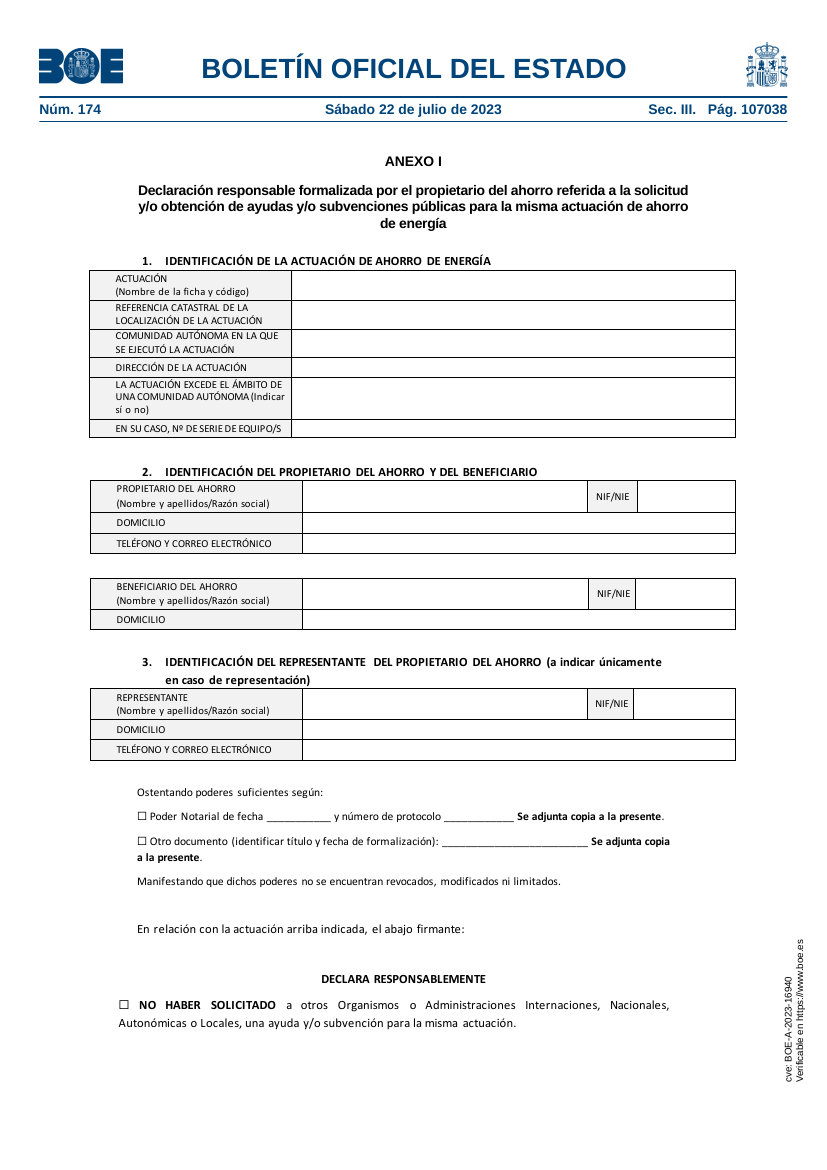 BOE
BOLETÍN OFICIAL DEL ESTADO
Núm. 174
Sábado 22 de julio de 2023
Sec. III. Pág. 107038
ANEXO I
Declaración responsable formalizada por el propietario del ahorro referida a la solicitud
y/o obtención de ayudas y/o subvenciones públicas para la misma actuación de ahorro
de energía
1. IDENTIFICACIÓN DE LA ACTUACIÓN DE AHORRO DE ENERGÍA
ACTUACIÓN
(Nombre de la ficha y código)
REFERENCIA CATASTRAL DE LA
LOCALIZACIÓN DE LA ACTUACIÓN
COMUNIDAD AUTÓNOMA EN LA QUE
SE EJECUTÓ LA ACTUACIÓN
DIRECCIÓN DE LA ACTUACIÓN
LA ACTUACIÓN EXCEDE EL ÁMBITO DE
UNA COMUNIDAD AUTÓNOMA (Indicar
sí o no)
EN SU CASO, Nº DE SERIE DE EQUIPO/S
2. IDENTIFICACIÓN DEL PROPIETARIO DEL AHORRO Y DEL BENEFICIARIO
PROPIETARIO DEL AHORRO
(Nombre y apellidos/Razón social)
NIF/NIE
DOMICILIO
TELÉFONO Y CORREO ELECTRÓNICO
BENEFICIARIO DEL AHORRO
(Nombre y apellidos/Razón social)
NIF/NIE
DOMICILIO
3. IDENTIFICACIÓN DEL REPRESENTANTE DEL PROPIETARIO DEL AHORRO (a indicar únicamente
en caso de representación)
REPRESENTANTE
(Nombre y apellidos/Razón social)
NIF/NIE
DOMICILIO
TELÉFONO Y CORREO ELECTRÓNICO
Ostentando poderes suficientes según:
☐ Poder Notarial de fecha ___________ y número de protocolo ____________ Se adjunta copia a la presente.
☐ Otro documento (identificar título y fecha de formalización): _________________________ Se adjunta copia
a la presente.
Manifestando que dichos poderes no se encuentran revocados, modificados ni limitados.
En relación con la actuación arriba indicada, el abajo firmante:
DECLARA RESPONSABLEMENTE
☐ NO HABER SOLICITADO a otros Organismos o Administraciones Internaciones, Nacionales,
Autonómicas o Locales, una ayuda y/o subvención para la misma actuación.
cve: BOE-A-2023-16940
Verificable en https://www.boe.es